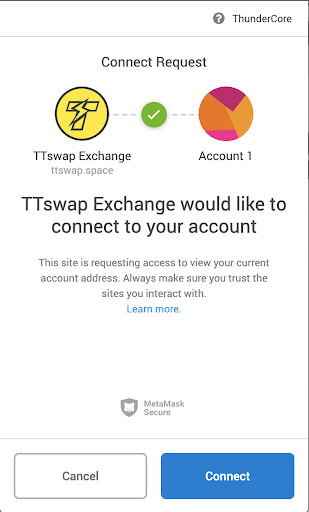 ThunderCore
Connect Request
TTswap Exchange
Account 1
ttswap.space
TTswap Exchange would like to
connect to your account
This site is requesting access to view your current
account address. Always make sure you trust the
sites you interact with.
Learn more.
MetaMask
Secure
Cancel
Connect